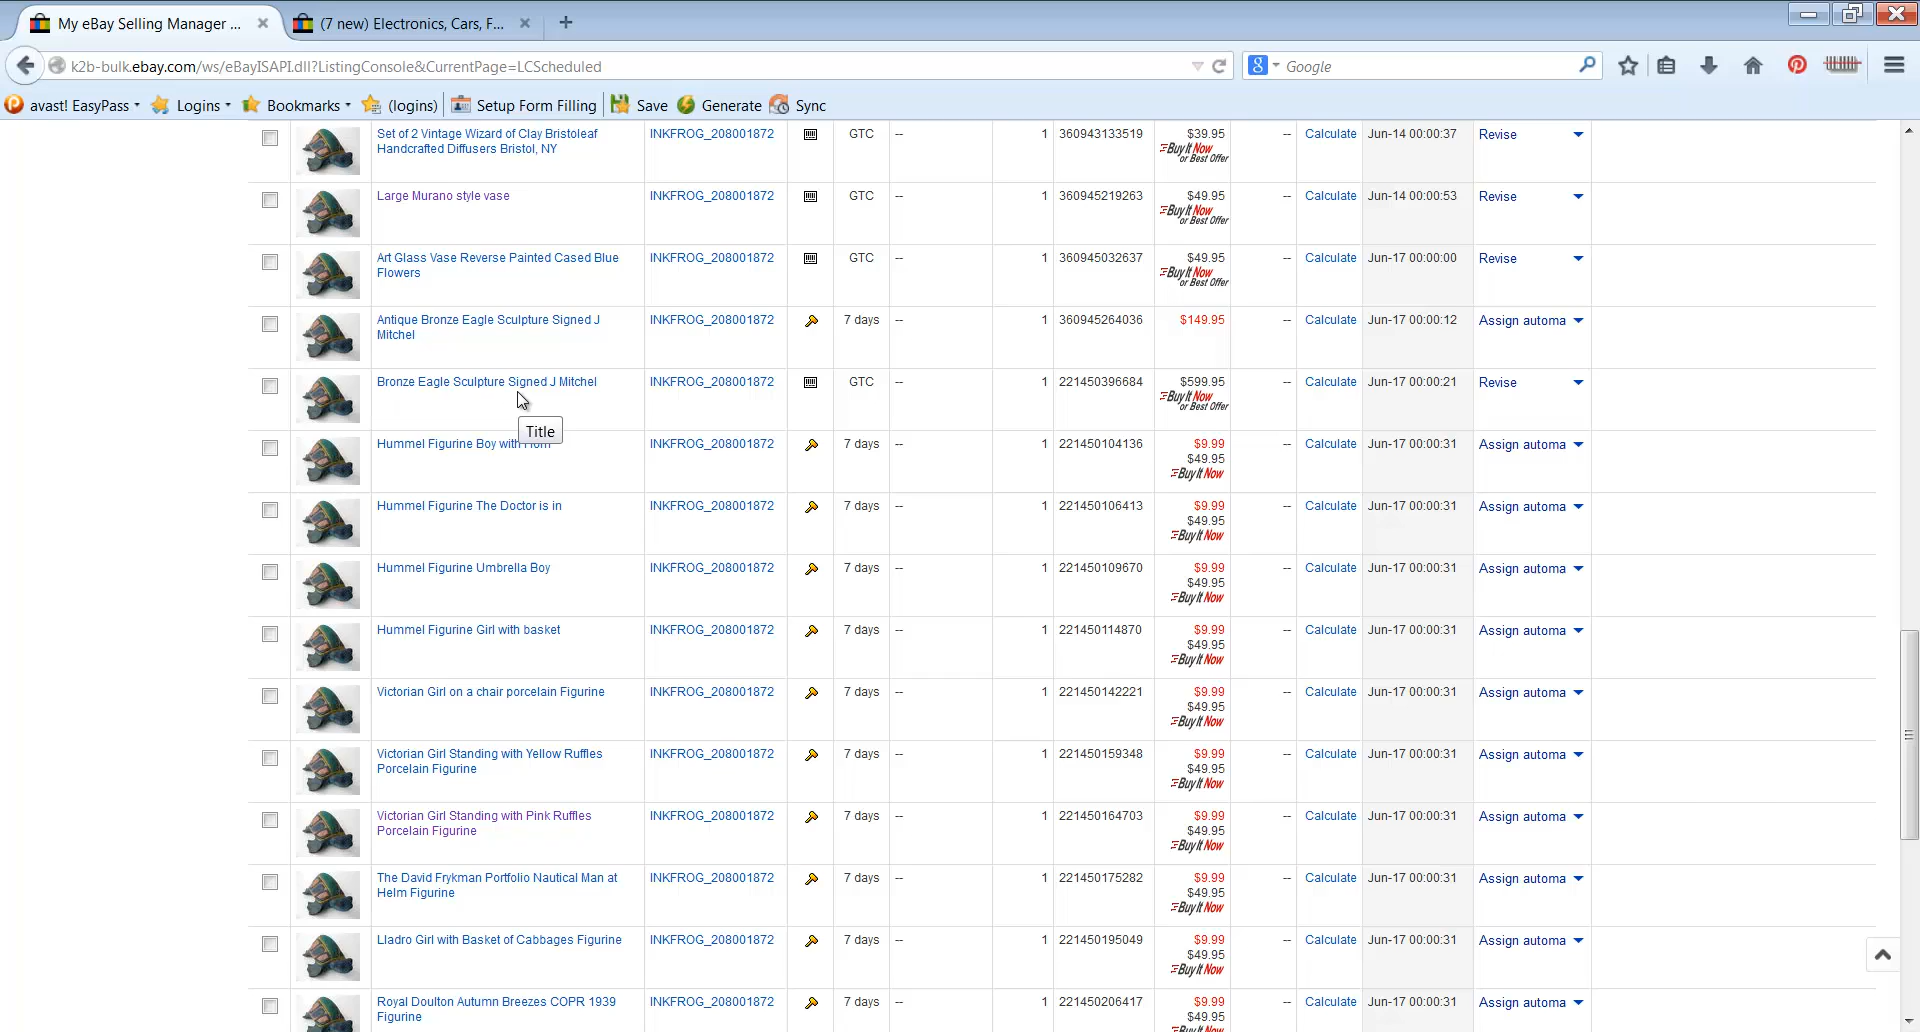 My eBay Selling Manager ...
(7 new) Electronics, Cars, F...
k2b-bulk.ebay.com/ws/eBayISAPI.dll?ListingConsole&CurrentPage=LCScheduled
Google
avast! EasyPass Logins Bookmarks (logins) Setup Form Filling Save Generate Sync
Set of 2 Vintage Wizard of Clay Bristoleaf INKFROG_208001872 GTC -- 1 360943133519 $39.95 -- Calculate Jun-14 00:00:37 Revise
Handcrafted Diffusers Bristol, NY Buy It Now
or Best Offer
Large Murano style vase INKFROG_208001872 GTC -- 1 360945219263 $49.95 -- Calculate Jun-14 00:00:53 Revise
Buy It Now
or Best Offer
Art Glass Vase Reverse Painted Cased Blue INKFROG_208001872 GTC -- 1 360945032637 $49.95 -- Calculate Jun-17 00:00:00 Revise
Flowers Buy It Now
or Best Offer
Antique Bronze Eagle Sculpture Signed J INKFROG_208001872 7 days -- 1 360945264036 $149.95 -- Calculate Jun-17 00:00:12 Assign automa
Mitchel
Bronze Eagle Sculpture Signed J Mitchel INKFROG_208001872 GTC -- 1 221450396684 $599.95 -- Calculate Jun-17 00:00:21 Revise
Buy It Now
or Best Offer
Title
Hummel Figurine Boy with Horn INKFROG_208001872 7 days -- 1 221450104136 $9.99 -- Calculate Jun-17 00:00:31 Assign automa
$49.95
Buy It Now
Hummel Figurine The Doctor is in INKFROG_208001872 7 days -- 1 221450106413 $9.99 -- Calculate Jun-17 00:00:31 Assign automa
$49.95
Buy It Now
Hummel Figurine Umbrella Boy INKFROG_208001872 7 days -- 1 221450109670 $9.99 -- Calculate Jun-17 00:00:31 Assign automa
$49.95
Buy It Now
Hummel Figurine Girl with basket INKFROG_208001872 7 days -- 1 221450114870 $9.99 -- Calculate Jun-17 00:00:31 Assign automa
$49.95
Buy It Now
Victorian Girl on a chair porcelain Figurine INKFROG_208001872 7 days -- 1 221450142221 $9.99 -- Calculate Jun-17 00:00:31 Assign automa
$49.95
Buy It Now
Victorian Girl Standing with Yellow Ruffles INKFROG_208001872 7 days -- 1 221450159348 $9.99 -- Calculate Jun-17 00:00:31 Assign automa
Porcelain Figurine $49.95
Buy It Now
Victorian Girl Standing with Pink Ruffles INKFROG_208001872 7 days -- 1 221450164703 $9.99 -- Calculate Jun-17 00:00:31 Assign automa
Porcelain Figurine $49.95
Buy It Now
The David Frykman Portfolio Nautical Man at INKFROG_208001872 7 days -- 1 221450175282 $9.99 -- Calculate Jun-17 00:00:31 Assign automa
Helm Figurine $49.95
Buy It Now
Lladro Girl with Basket of Cabbages Figurine INKFROG_208001872 7 days -- 1 221450195049 $9.99 -- Calculate Jun-17 00:00:31 Assign automa
$49.95
Buy It Now
Royal Doulton Autumn Breezes COPR 1939 INKFROG_208001872 7 days -- 1 221450206417 $9.99 -- Calculate Jun-17 00:00:31 Assign automa
Figurine $49.95
Buy It Now